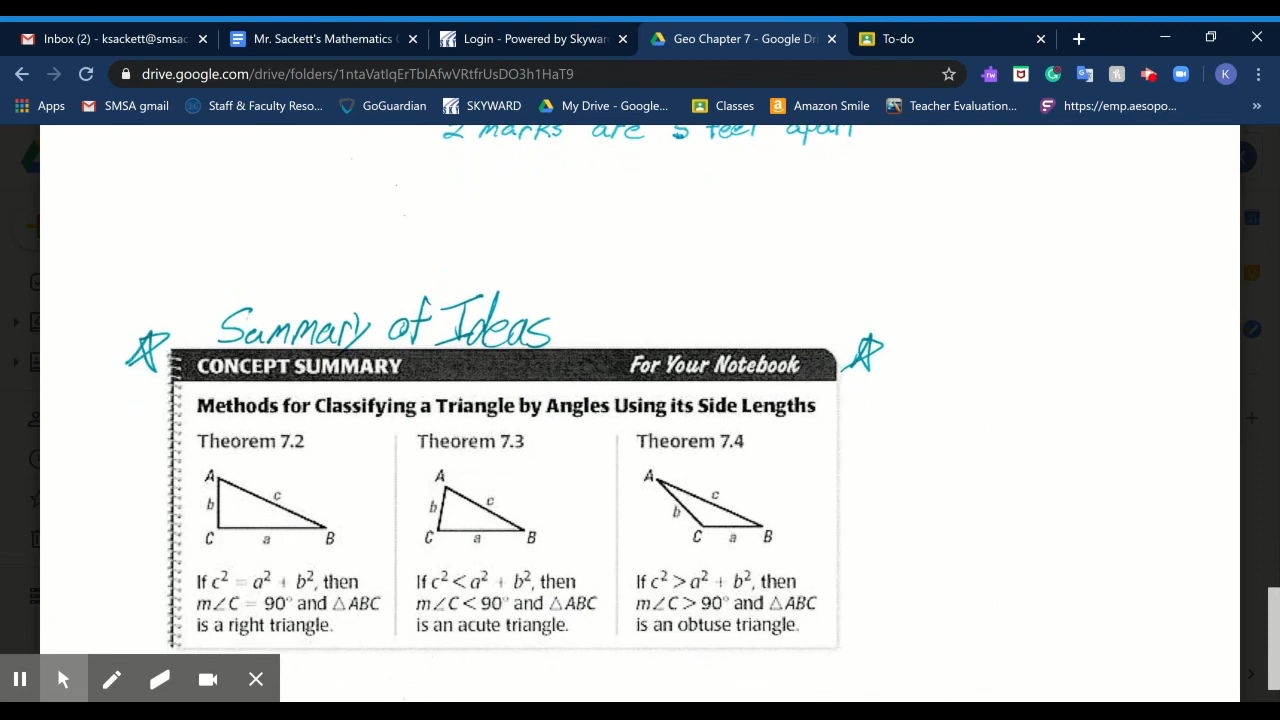 Inbox (2) - ksackett@smsac
Mr. Sackett's Mathematics C
Login - Powered by Skywar
Geo Chapter 7 - Google Dri
To-do
drive.google.com/drive/folders/1ntaVatIqErTbIAfwVRtfrUsDO3h1HaT9
K
Apps
SMSA gmail
Staff & Faculty Reso...
GoGuardian
SKYWARD
My Drive - Google...
Classes
Amazon Smile
Teacher Evaluation...
https://emp.aesopo...
»
2 marks are 5 feet apart
Summary of Ideas
CONCEPT SUMMARY For Your Notebook
Methods for Classifying a Triangle by Angles Using its Side Lengths
Theorem 7.2
A
b
c
C
a
B
If c² = a² + b², then
m∠C = 90° and △ABC
is a right triangle.
Theorem 7.3
A
b
c
C
a
B
If c² < a² + b², then
m∠C < 90° and △ABC
is an acute triangle.
Theorem 7.4
A
b
c
C
a
B
If c² > a² + b², then
m∠C > 90° and △ABC
is an obtuse triangle.